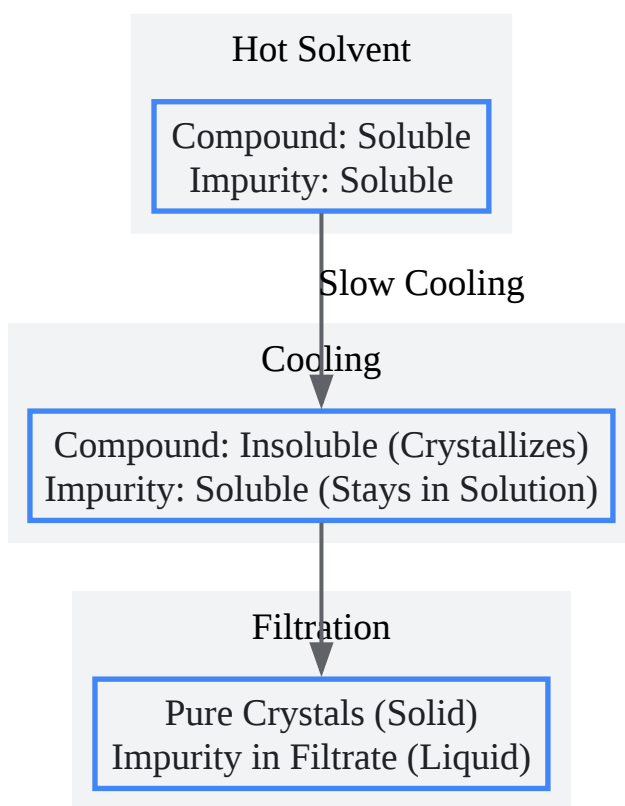 Hot Solvent
Compound: Soluble
Impurity: Soluble
Slow Cooling
Cooling
Compound: Insoluble (Crystallizes)
Impurity: Soluble (Stays in Solution)
Filtration
Pure Crystals (Solid)
Impurity in Filtrate (Liquid)